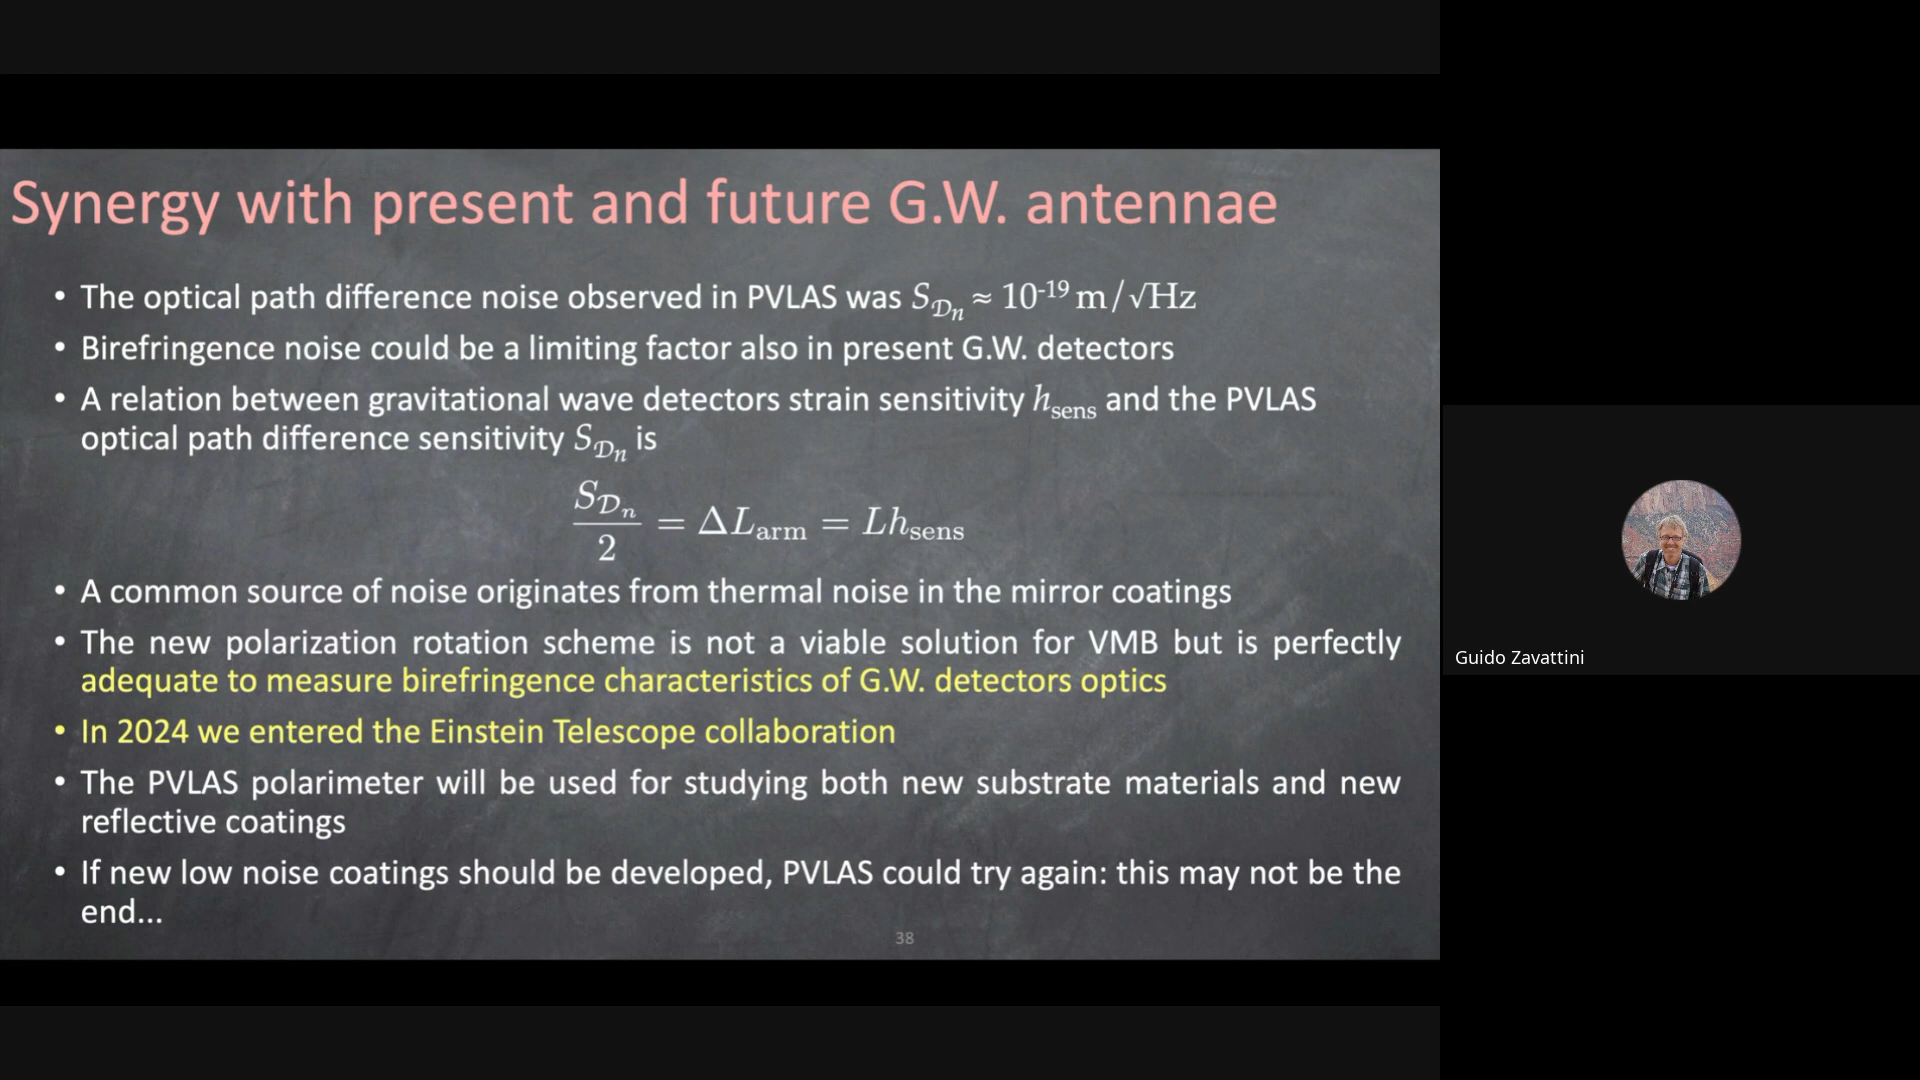 Synergy with present and future G.W. antennae
• The optical path difference noise observed in PVLAS was S_𝒟ₙ ≈ 10⁻¹⁹ m/√Hz
• Birefringence noise could be a limiting factor also in present G.W. detectors
• A relation between gravitational wave detectors strain sensitivity h_sens and the PVLAS
optical path difference sensitivity S_𝒟ₙ is
S_𝒟ₙ / 2 = ΔL_arm = Lh_sens
• A common source of noise originates from thermal noise in the mirror coatings
• The new polarization rotation scheme is not a viable solution for VMB but is perfectly
adequate to measure birefringence characteristics of G.W. detectors optics
• In 2024 we entered the Einstein Telescope collaboration
• The PVLAS polarimeter will be used for studying both new substrate materials and new
reflective coatings
• If new low noise coatings should be developed, PVLAS could try again: this may not be the
end...
38
Guido Zavattini